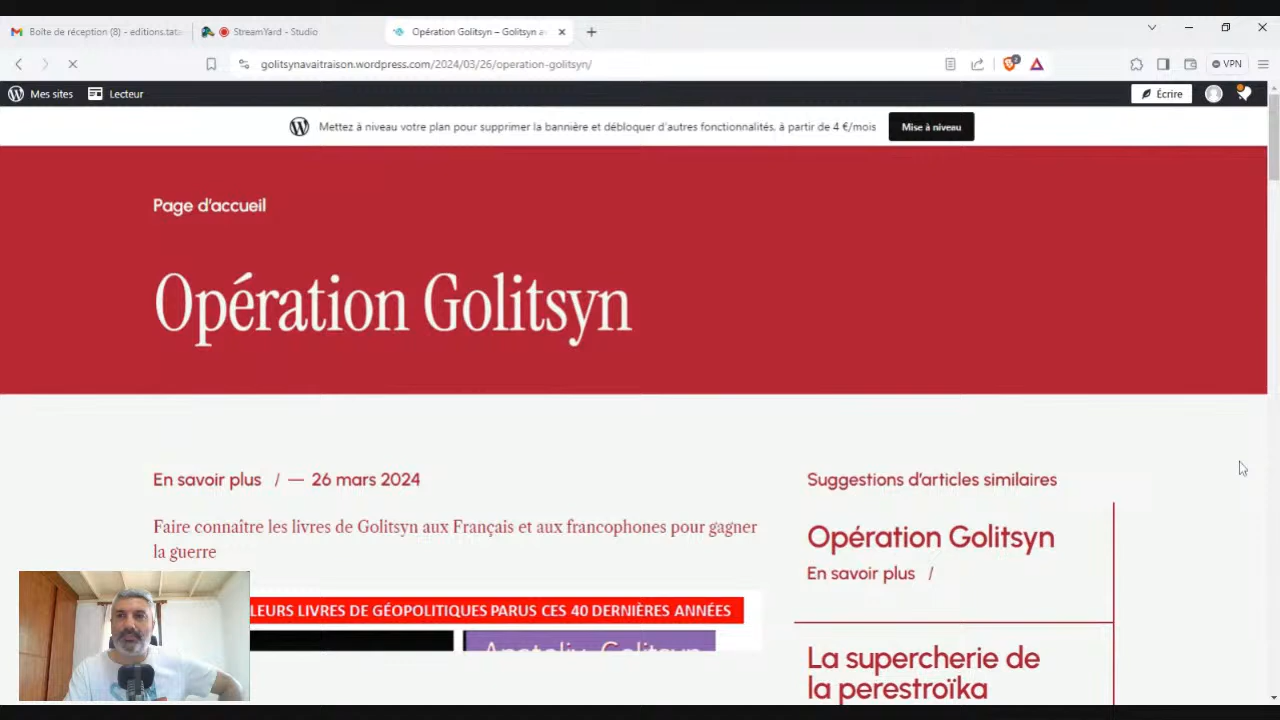 Boîte de réception (8) - editions.tata
StreamYard - Studio
Opération Golitsyn – Golitsyn av
golitsynavaitraison.wordpress.com/2024/03/26/operation-golitsyn/
VPN
Mes sites
Lecteur
Écrire
Mettez à niveau votre plan pour supprimer la bannière et débloquer d'autres fonctionnalités. à partir de 4 €/mois
Mise à niveau
Page d'accueil
Opération Golitsyn
En savoir plus / — 26 mars 2024
Faire connaître les livres de Golitsyn aux Français et aux francophones pour gagner
la guerre
LEURS LIVRES DE GÉOPOLITIQUES PARUS CES 40 DERNIÈRES ANNÉES
Anatoliy Golitsyn
Suggestions d'articles similaires
Opération Golitsyn
En savoir plus /
La supercherie de
la perestroïka